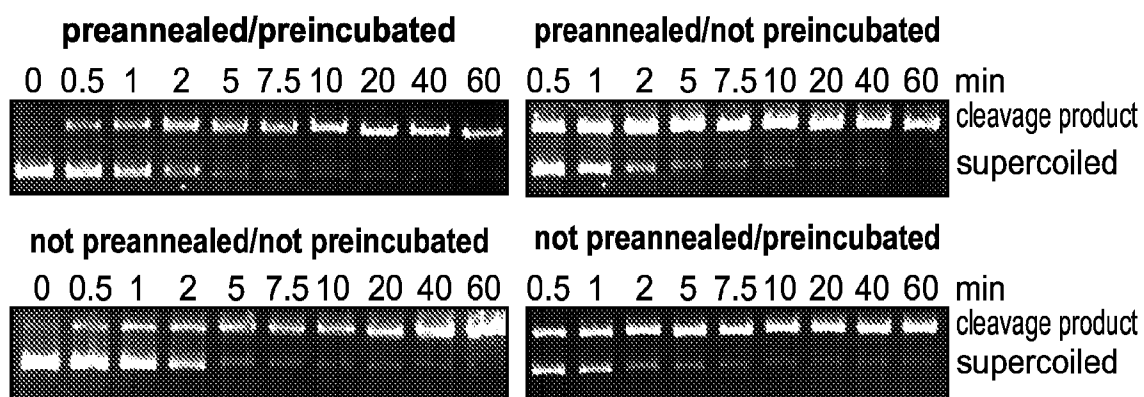 preannealed/preincubated
preannealed/not preincubated
0 0.5 1 2 5 7.5 10 20 40 60
0.5 1 2 5 7.5 10 20 40 60 min
cleavage product
supercoiled
not preannealed/not preincubated
not preannealed/preincubated
0 0.5 1 2 5 7.5 10 20 40 60
0.5 1 2 5 7.5 10 20 40 60 min
cleavage product
supercoiled